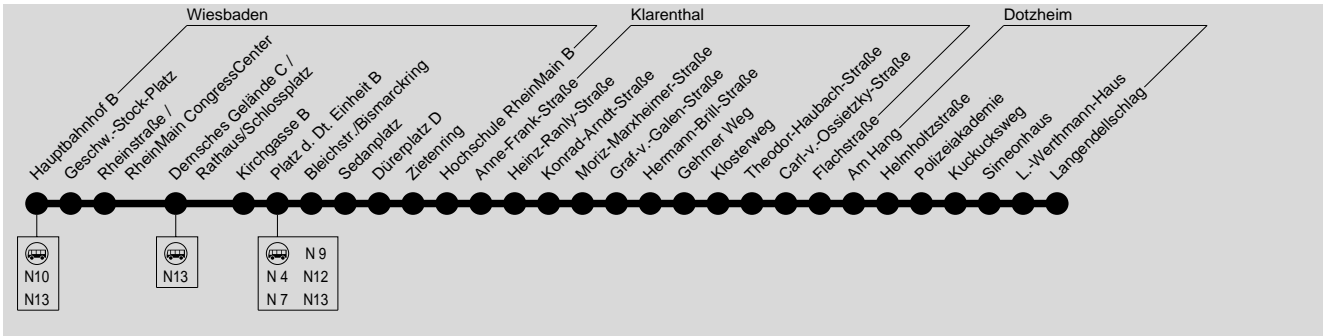 Wiesbaden
Klarenthal
Dotzheim
Hauptbahnhof B
Geschw.-Stock-Platz
Rheinstraße /
RheinMain CongressCenter
Dernsches Gelände C /
Rathaus/Schlossplatz
Kirchgasse B
Platz d. Dt. Einheit B
Bleichstr./Bismarckring
Sedanplatz
Dürerplatz D
Zietenring
Hochschule RheinMain B
Anne-Frank-Straße
Heinz-Ranly-Straße
Konrad-Arndt-Straße
Moriz-Marxheimer-Straße
Graf-v.-Galen-Straße
Hermann-Brill-Straße
Gehrner Weg
Klosterweg
Theodor-Haubach-Straße
Carl-v.-Ossietzky-Straße
Flachstraße
Am Hang
Helmholtzstraße
Polizeiakademie
Kuckucksweg
Simeonhaus
L.-Werthmann-Haus
Langendellschlag
N10
N13
N13
N 9
N 4 N12
N 7 N13